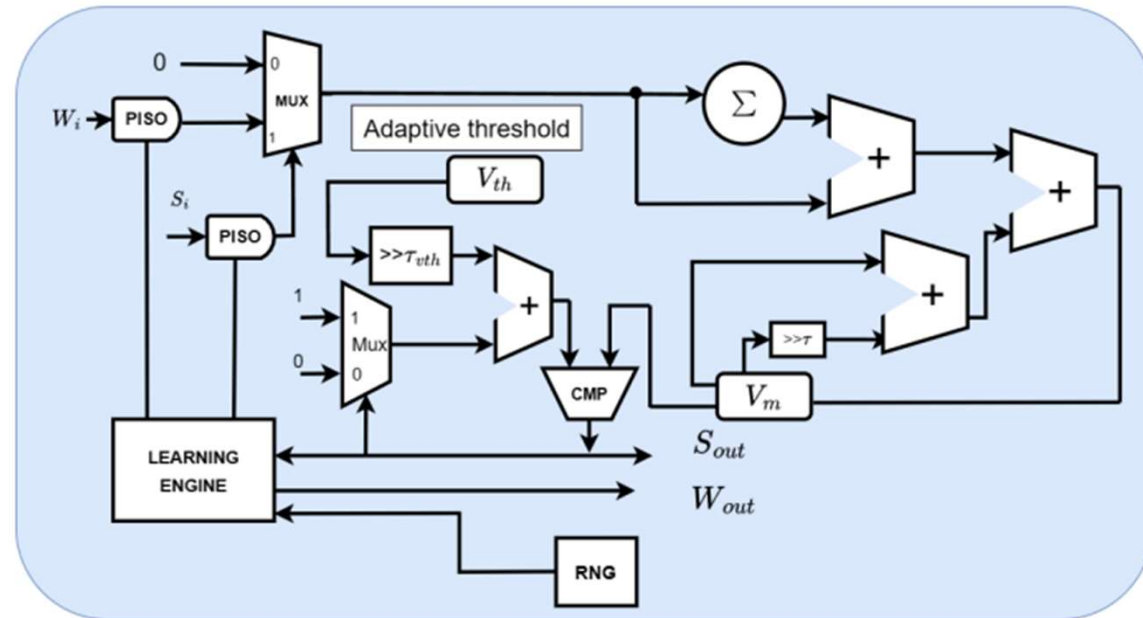 0
0
MUX
1
W_i
PISO
Σ
+
Adaptive threshold
V_th
+
S_i
PISO
>>τ_vth
+
+
1
1
Mux
0
0
>>τ
CMP
V_m
LEARNING
ENGINE
S_out
W_out
RNG